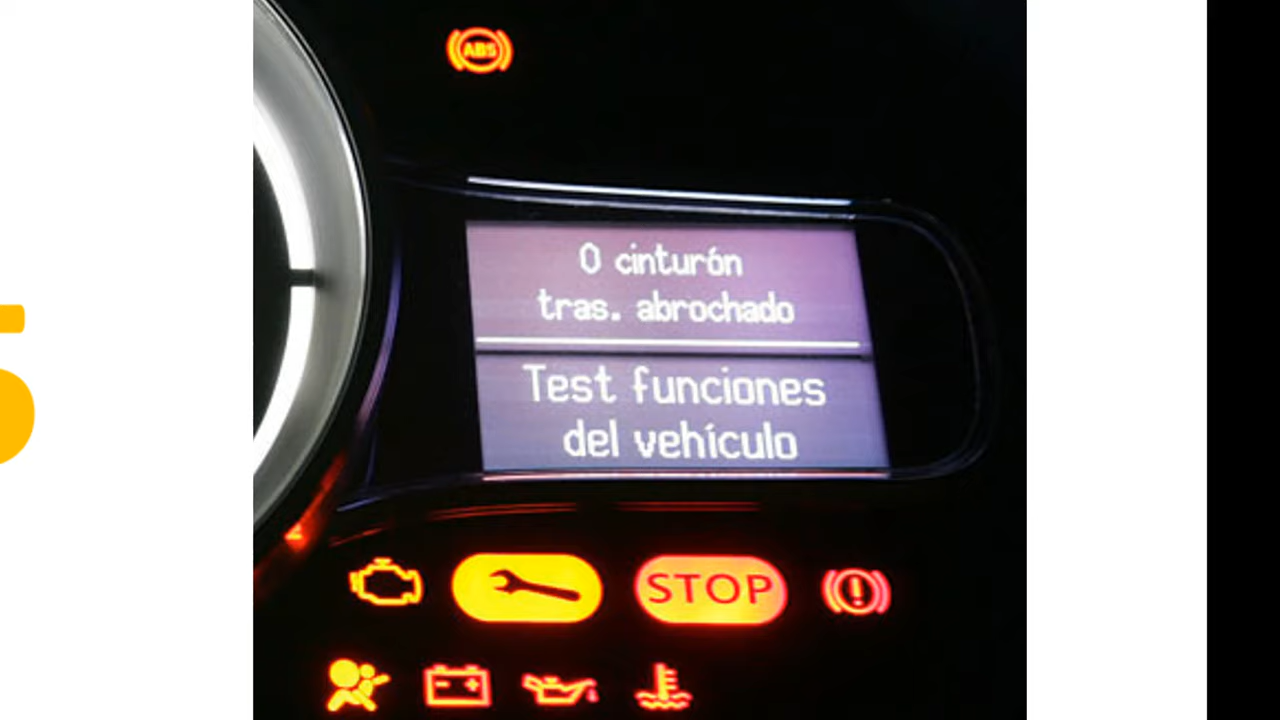 ABS
0 cinturón
tras. abrochado
Test funciones
del vehículo
STOP